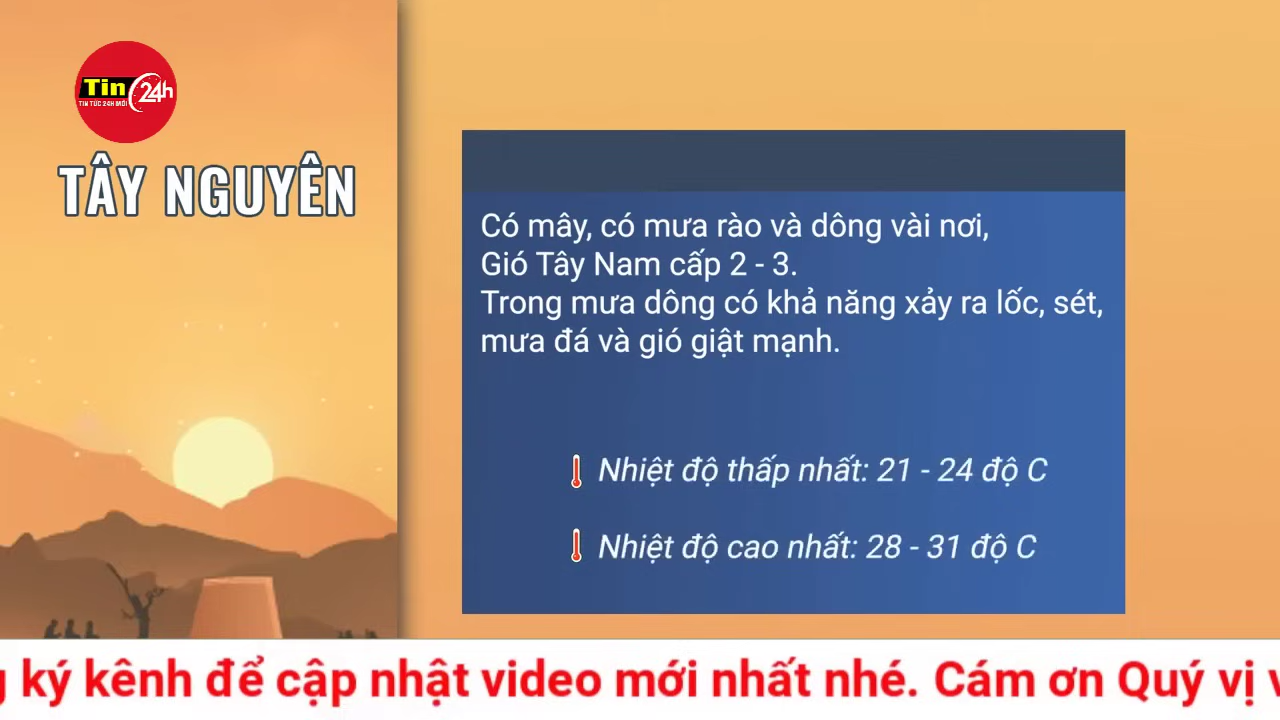 Tin 24h
TIN TỨC 24H MỚI
TÂY NGUYÊN
Có mây, có mưa rào và dông vài nơi,
Gió Tây Nam cấp 2 - 3.
Trong mưa dông có khả năng xảy ra lốc, sét,
mưa đá và gió giật mạnh.
Nhiệt độ thấp nhất: 21 - 24 độ C
Nhiệt độ cao nhất: 28 - 31 độ C
ký kênh để cập nhật video mới nhất nhé. Cám ơn Quý vị